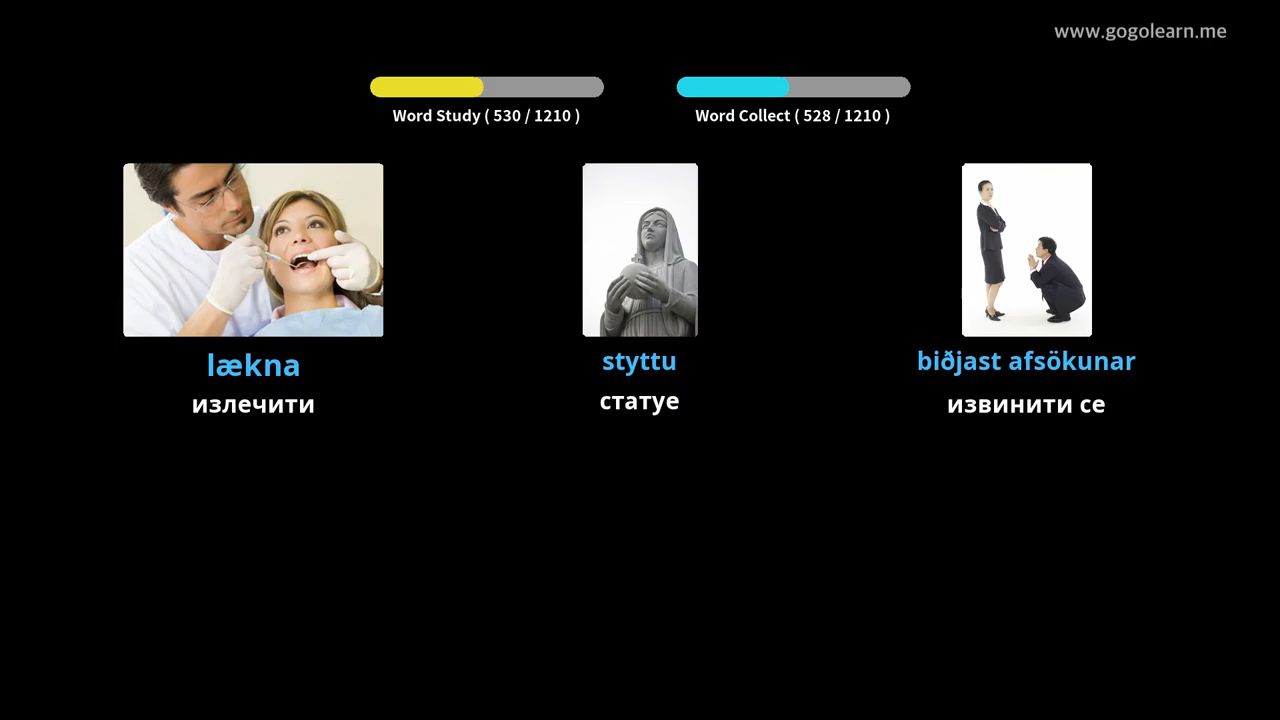 www.gogolearn.me
Word Study ( 530 / 1210 )
Word Collect ( 528 / 1210 )
lækna
styttu
biðjast afsökunar
излечити
статуе
извинити се